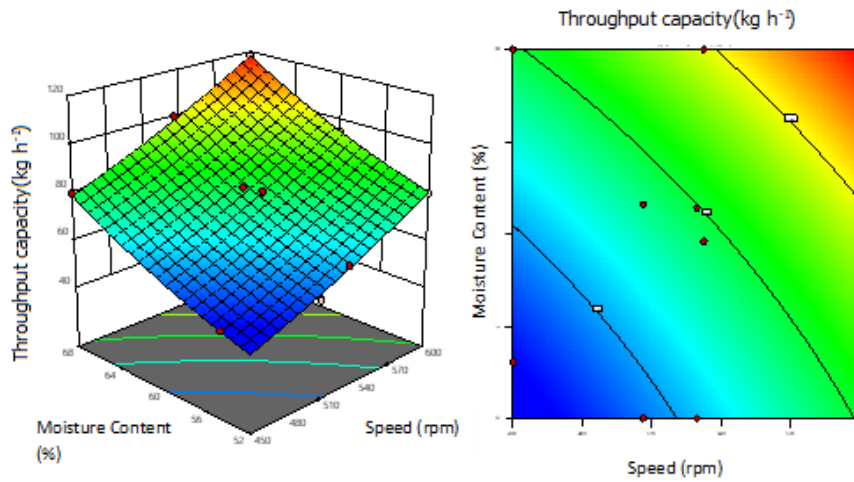 Throughput capacity(kg h⁻¹)
120
100
80
60
40
68
64
60
56
52
450
480
510
540
570
600
Throughput capacity(kg h⁻¹)
Moisture Content
(%)
Speed (rpm)
Moisture Content (%)
Speed (rpm)